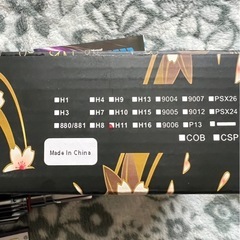 H1 H4 H9 H13 9004 9007 PSX26
H3 H7 H10 H15 9005 9012 PSX24
880/881 H8 H11 H16 9006 P13
COB CSP
Made In China